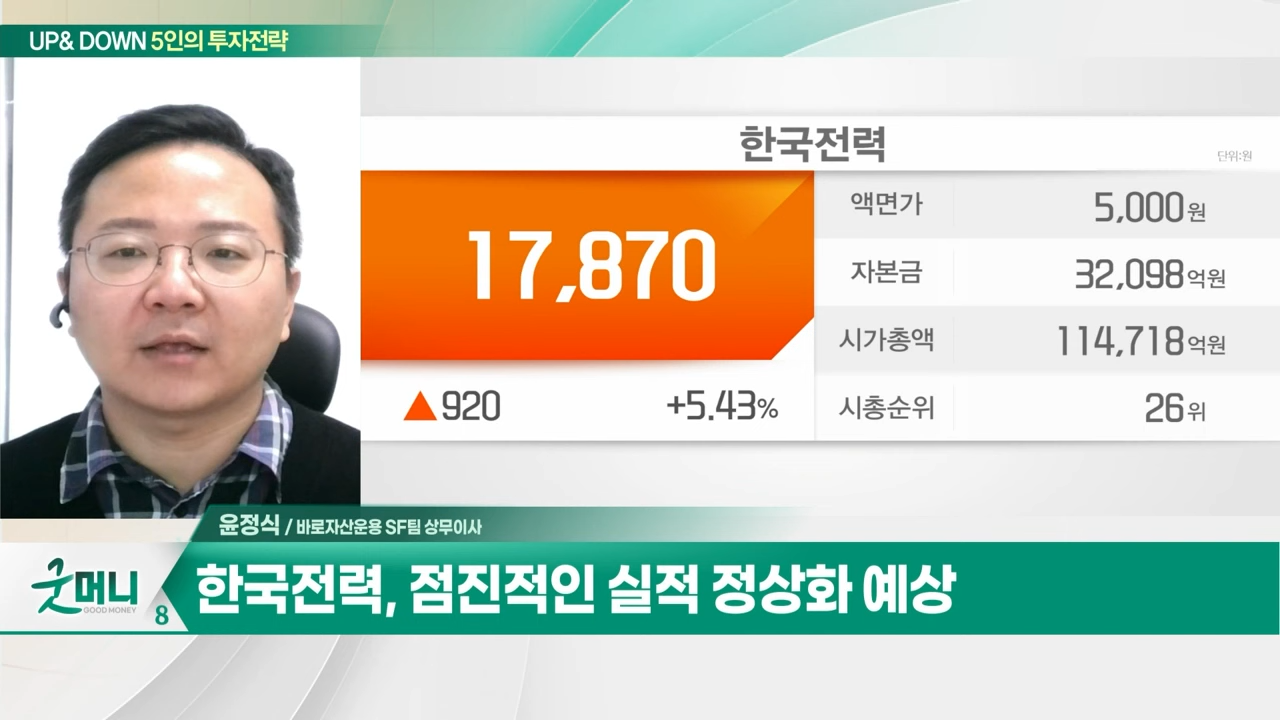 UP& DOWN 5인의 투자전략
한국전력
단위:원
17,870
▲920 +5.43%
액면가 5,000원
자본금 32,098억원
시가총액 114,718억원
시총순위 26위
윤정식 / 바로자산운용 SF팀 상무이사
굿머니
GOOD MONEY
8
한국전력, 점진적인 실적 정상화 예상